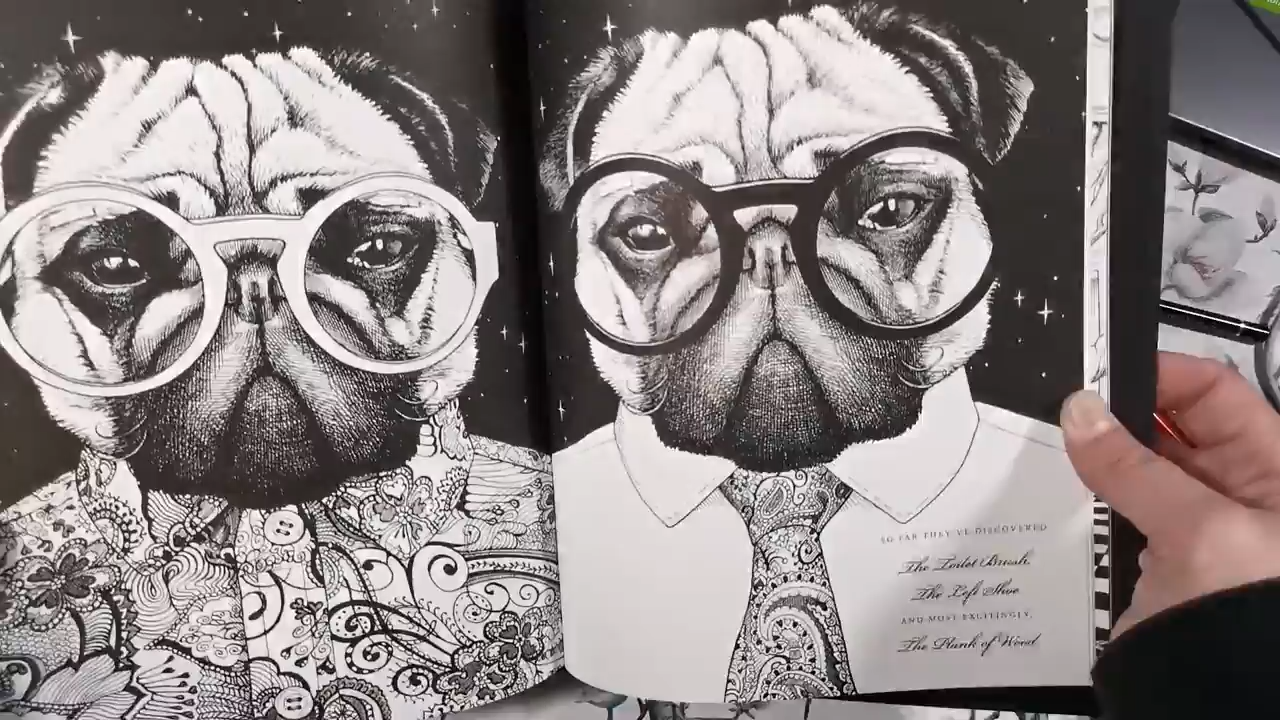 SO FAR THEY'VE DISCOVERED
The Toilet Brush,
The Left Shoe
AND MOST EXCITINGLY,
The Plank of Wood